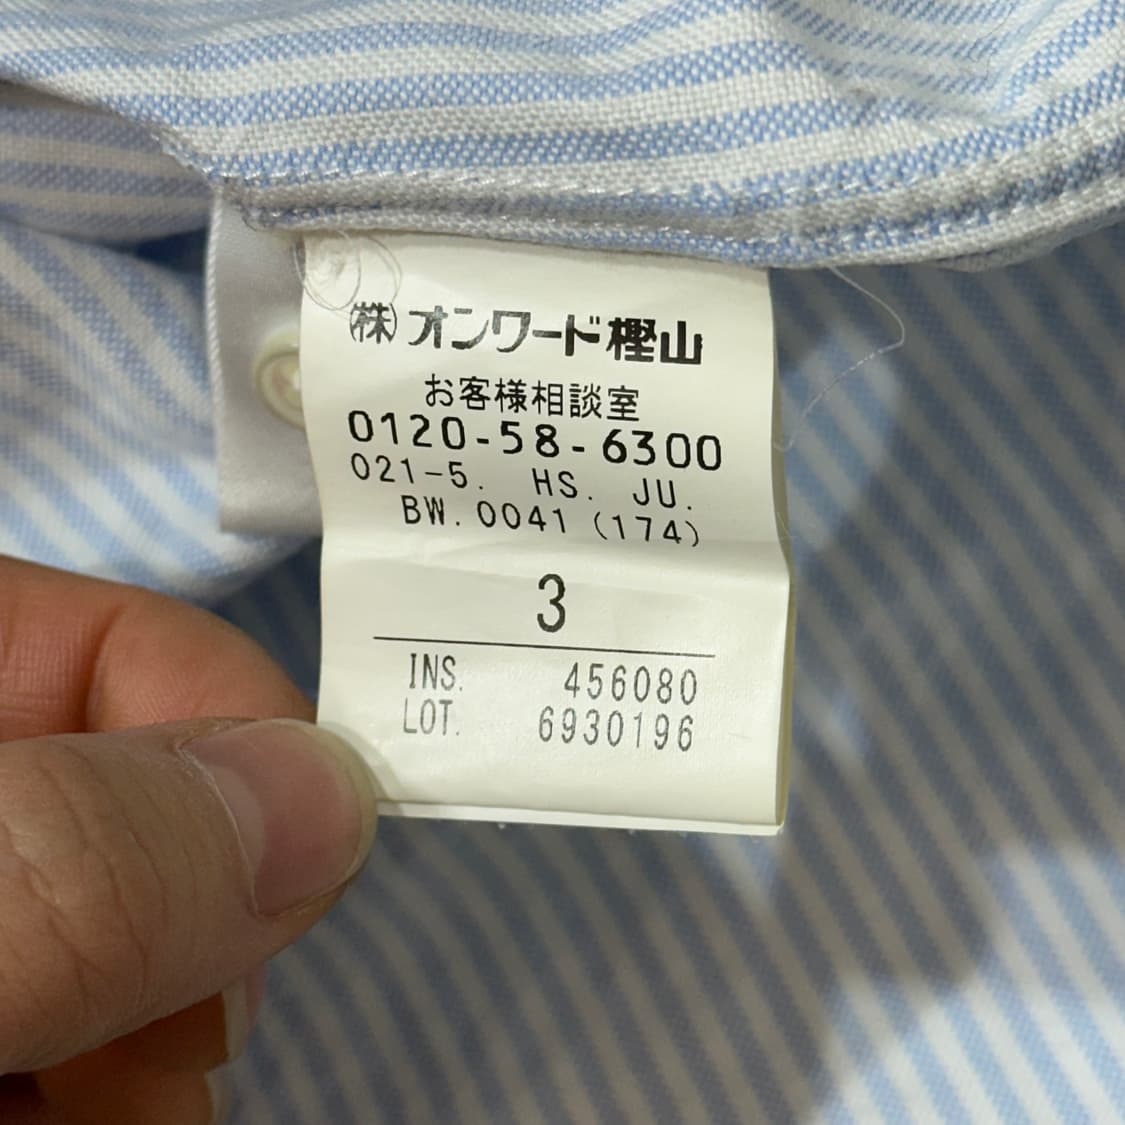 ㈱オンワード樫山
お客様相談室
0120-58-6300
021-5. HS. JU.
BW.0041 (174)
3
INS. 456080
LOT. 6930196